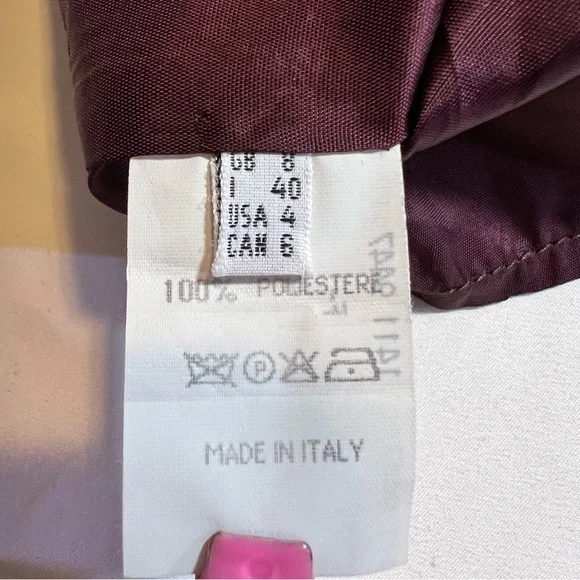 GB 8
I 40
USA 4
CAN 6
100% POLIESTERE
P
MADE IN ITALY